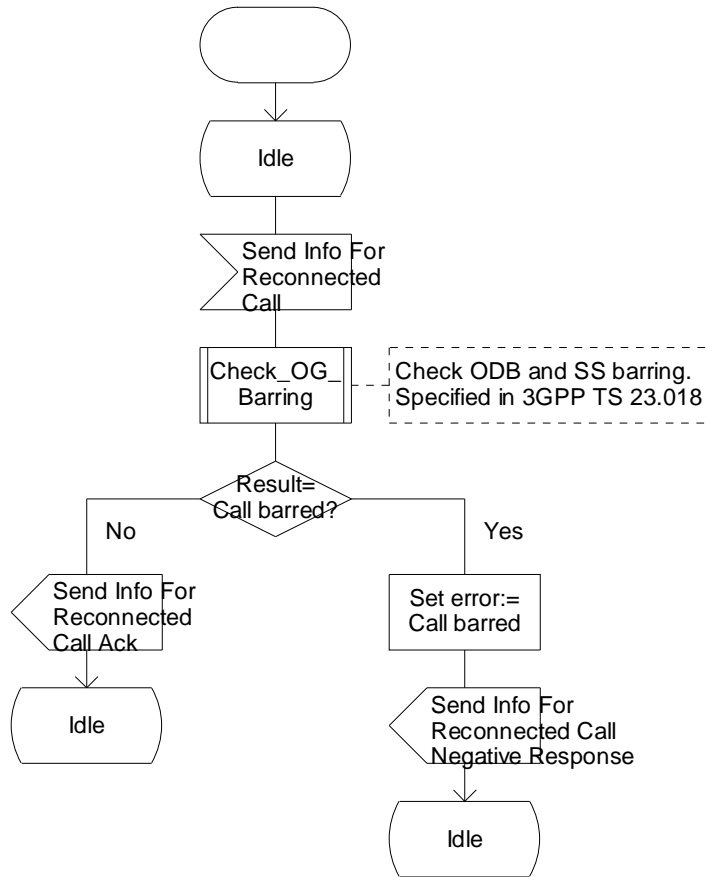 Idle
Send Info For
Reconnected
Call
Check_OG_
Barring
Check ODB and SS barring.
Specified in 3GPP TS 23.018
Result=
Call barred?
No
Yes
Send Info For
Reconnected
Call Ack
Set error:=
Call barred
Idle
Send Info For
Reconnected Call
Negative Response
Idle